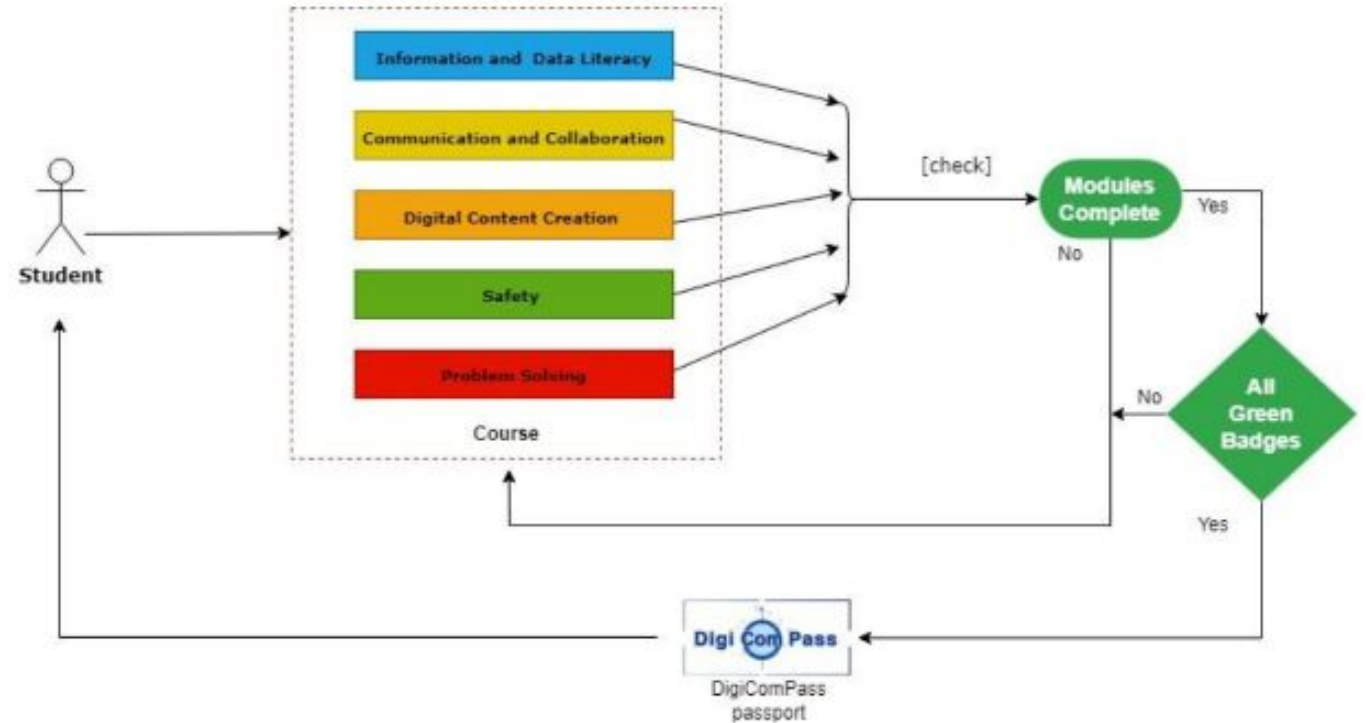 Information and Data Literacy
Communication and Collaboration
Digital Content Creation
Safety
Problem Solving
Course
Student
[check]
Modules
Complete
Yes
No
All
Green
Badges
No
Yes
Digi Com Pass
DigiComPass
passport